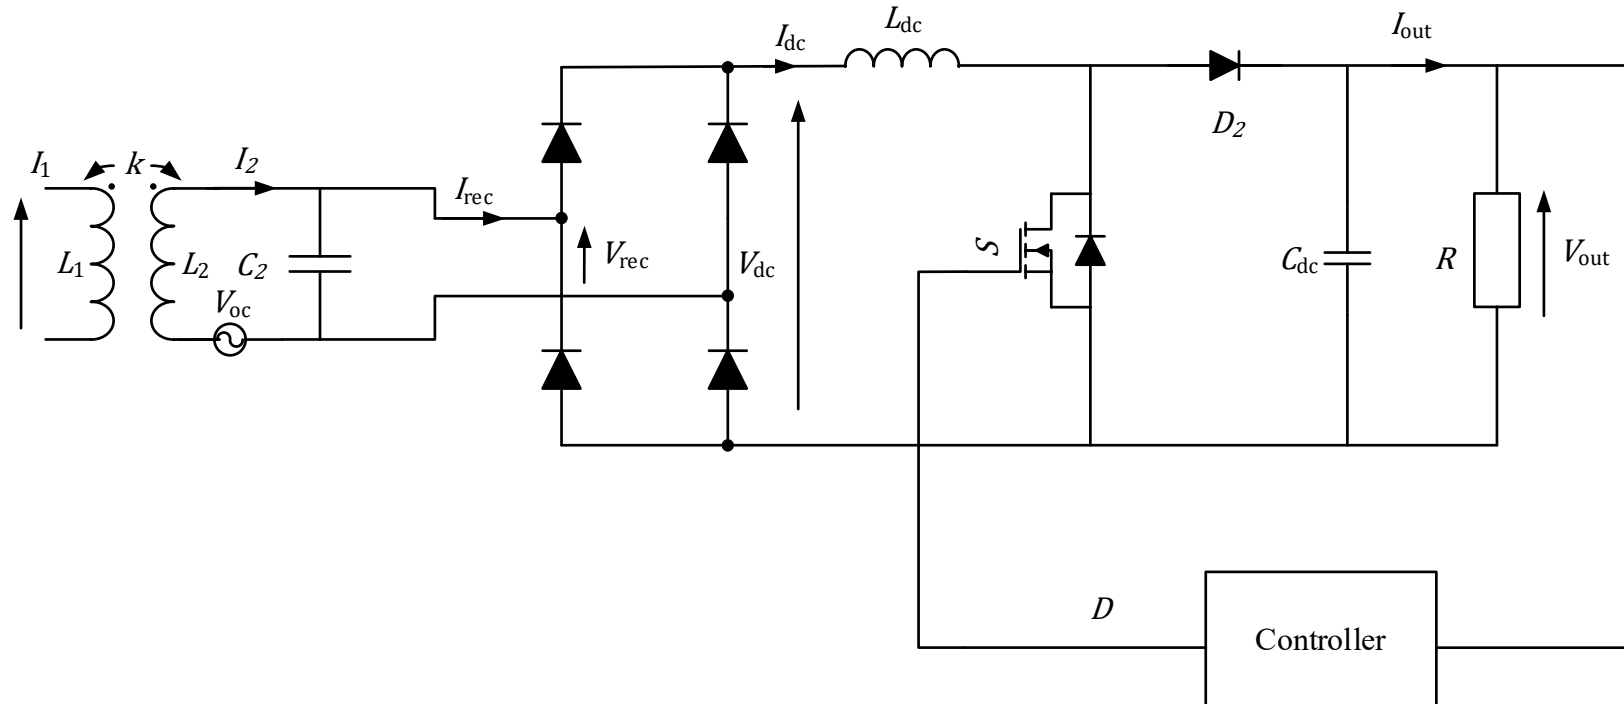 L_dc
I_dc
I_out
D_2
I_1
k
I_2
I_rec
S
L_1
L_2
C_2
V_rec
V_dc
C_dc
R
V_out
V_oc
D
Controller